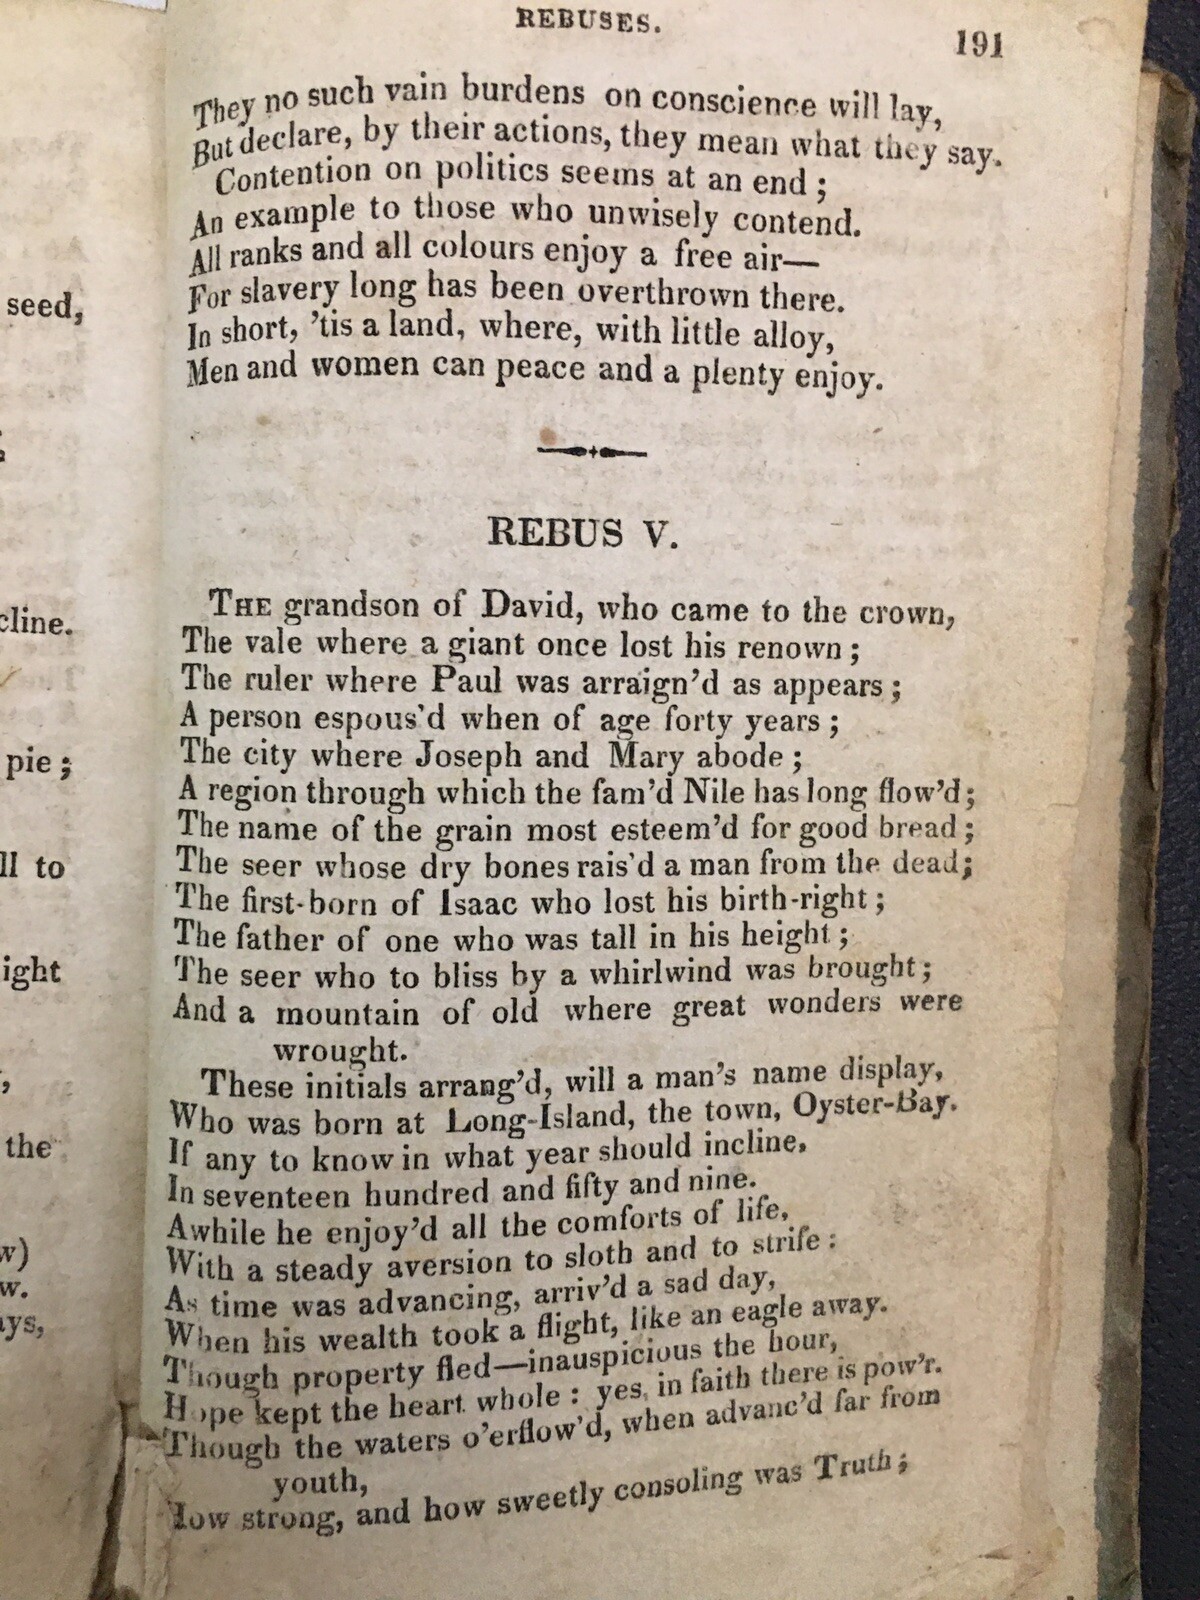 REBUSES.
191
They no such vain burdens on conscience will lay,
But declare, by their actions, they mean what they say.
Contention on politics seems at an end ;
An example to those who unwisely contend.
All ranks and all colours enjoy a free air—
For slavery long has been overthrown there.
In short, 'tis a land, where, with little alloy,
Men and women can peace and a plenty enjoy.
REBUS V.
THE grandson of David, who came to the crown,
The vale where a giant once lost his renown ;
The ruler where Paul was arraign'd as appears ;
A person espous'd when of age forty years ;
The city where Joseph and Mary abode ;
A region through which the fam'd Nile has long flow'd ;
The name of the grain most esteem'd for good bread ;
The seer whose dry bones rais'd a man from the dead;
The first-born of Isaac who lost his birth-right ;
The father of one who was tall in his height ;
The seer who to bliss by a whirlwind was brought ;
And a mountain of old where great wonders were
wrought.
These initials arrang'd, will a man's name display,
Who was born at Long-Island, the town, Oyster-Bay.
If any to know in what year should incline,
In seventeen hundred and fifty and nine.
Awhile he enjoy'd all the comforts of life,
With a steady aversion to sloth and to strife :
As time was advancing, arriv'd a sad day,
When his wealth took a flight, like an eagle away.
Though property fled—inauspicious the hour,
Hope kept the heart whole : yes, in faith there is pow'r.
Though the waters o'erflow'd, when advanc'd far from
youth,
How strong, and how sweetly consoling was Truth ;
seed,
cline.
pie ;
ll to
ight
the
w)
w.
ays,